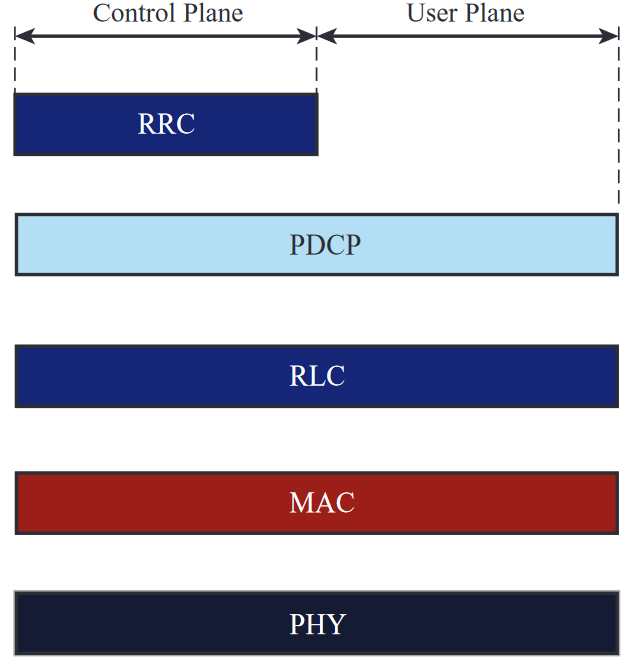 Control Plane
User Plane
RRC
PDCP
RLC
MAC
PHY